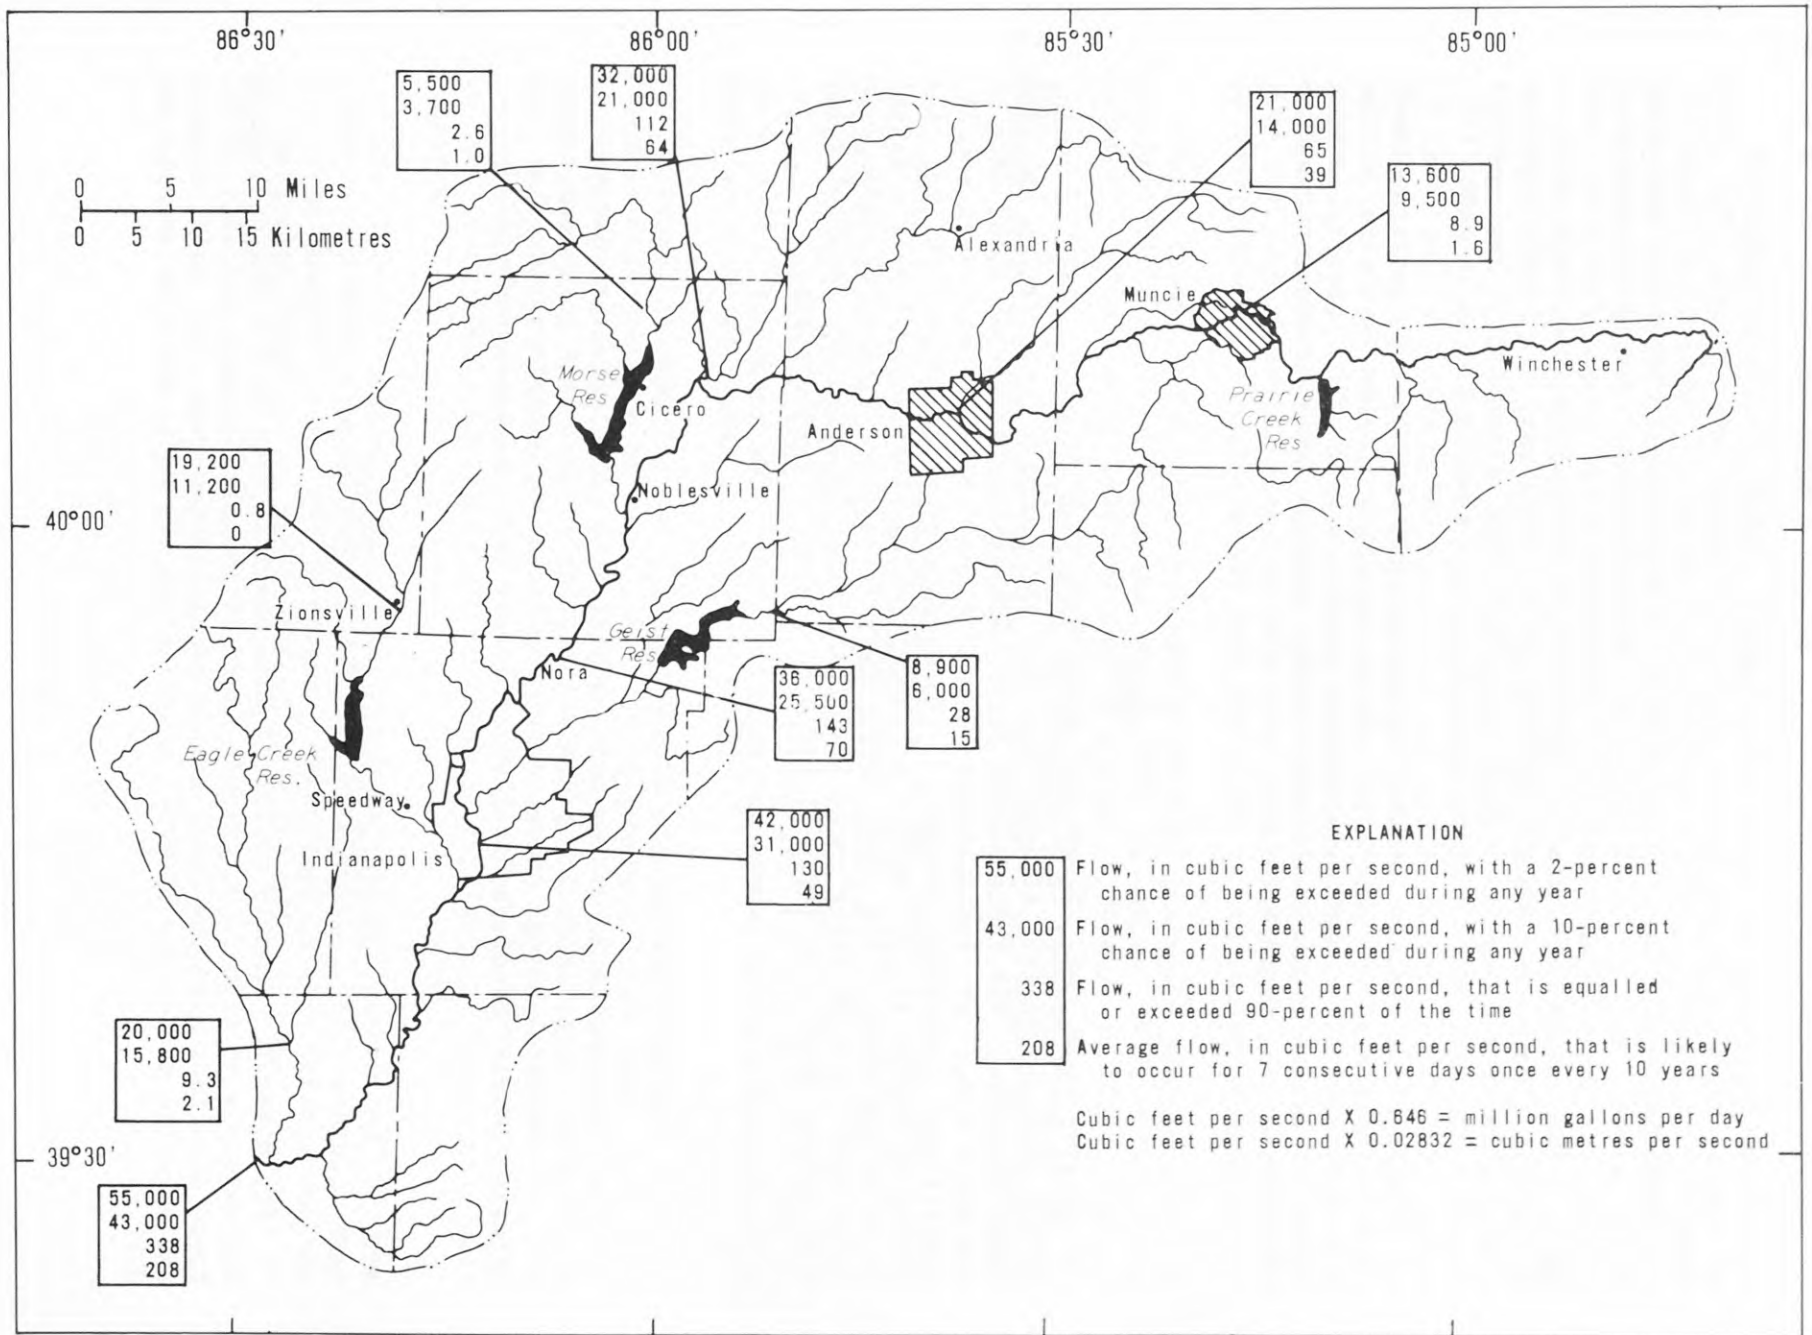 86°30'
86°00'
85°30'
85°00'
5,500
3,700
2.6
1.0
32,000
21,000
112
64
21,000
14,000
65
39
13,600
9,500
8.9
1.6
0 5 10 Miles
0 5 10 15 Kilometres
Alexandria
Muncie
Winchester
Morse
Res
Cicero
Prairie
Creek
Res
Anderson
19,200
11,200
0.8
0
Noblesville
40°00'
Zionsville
Geist
Res
Nora
36,000
25,500
143
70
8,900
6,000
28
15
Eagle Creek
Res.
Speedway
Indianapolis
42,000
31,000
130
49
EXPLANATION
55,000 Flow, in cubic feet per second, with a 2-percent
chance of being exceeded during any year
43,000 Flow, in cubic feet per second, with a 10-percent
chance of being exceeded during any year
338 Flow, in cubic feet per second, that is equalled
or exceeded 90-percent of the time
208 Average flow, in cubic feet per second, that is likely
to occur for 7 consecutive days once every 10 years
Cubic feet per second X 0.646 = million gallons per day
Cubic feet per second X 0.02832 = cubic metres per second
20,000
15,800
9.3
2.1
39°30'
55,000
43,000
338
208